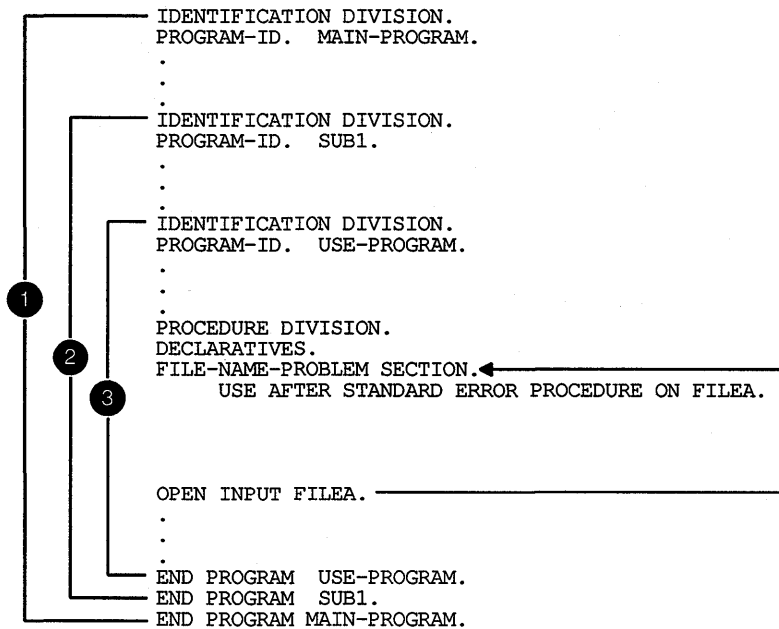 IDENTIFICATION DIVISION.
PROGRAM-ID. MAIN-PROGRAM.
.
.
.
IDENTIFICATION DIVISION.
PROGRAM-ID. SUB1.
.
.
.
IDENTIFICATION DIVISION.
PROGRAM-ID. USE-PROGRAM.
.
.
.
1
PROCEDURE DIVISION.
DECLARATIVES.
2
FILE-NAME-PROBLEM SECTION.
USE AFTER STANDARD ERROR PROCEDURE ON FILEA.
3
OPEN INPUT FILEA.
.
.
.
END PROGRAM USE-PROGRAM.
END PROGRAM SUB1.
END PROGRAM MAIN-PROGRAM.